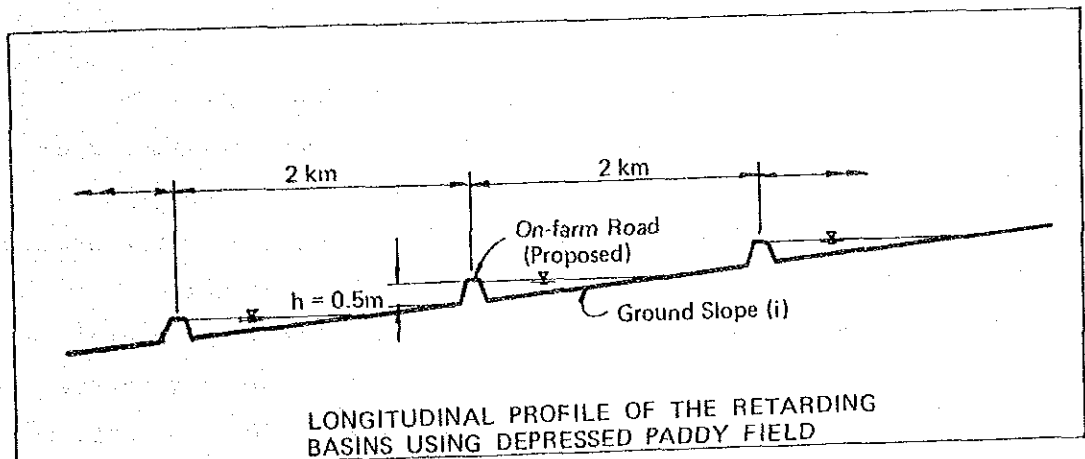 2 km
2 km
On-farm Road
(Proposed)
h = 0.5m
Ground Slope (i)
LONGITUDINAL PROFILE OF THE RETARDING
BASINS USING DEPRESSED PADDY FIELD